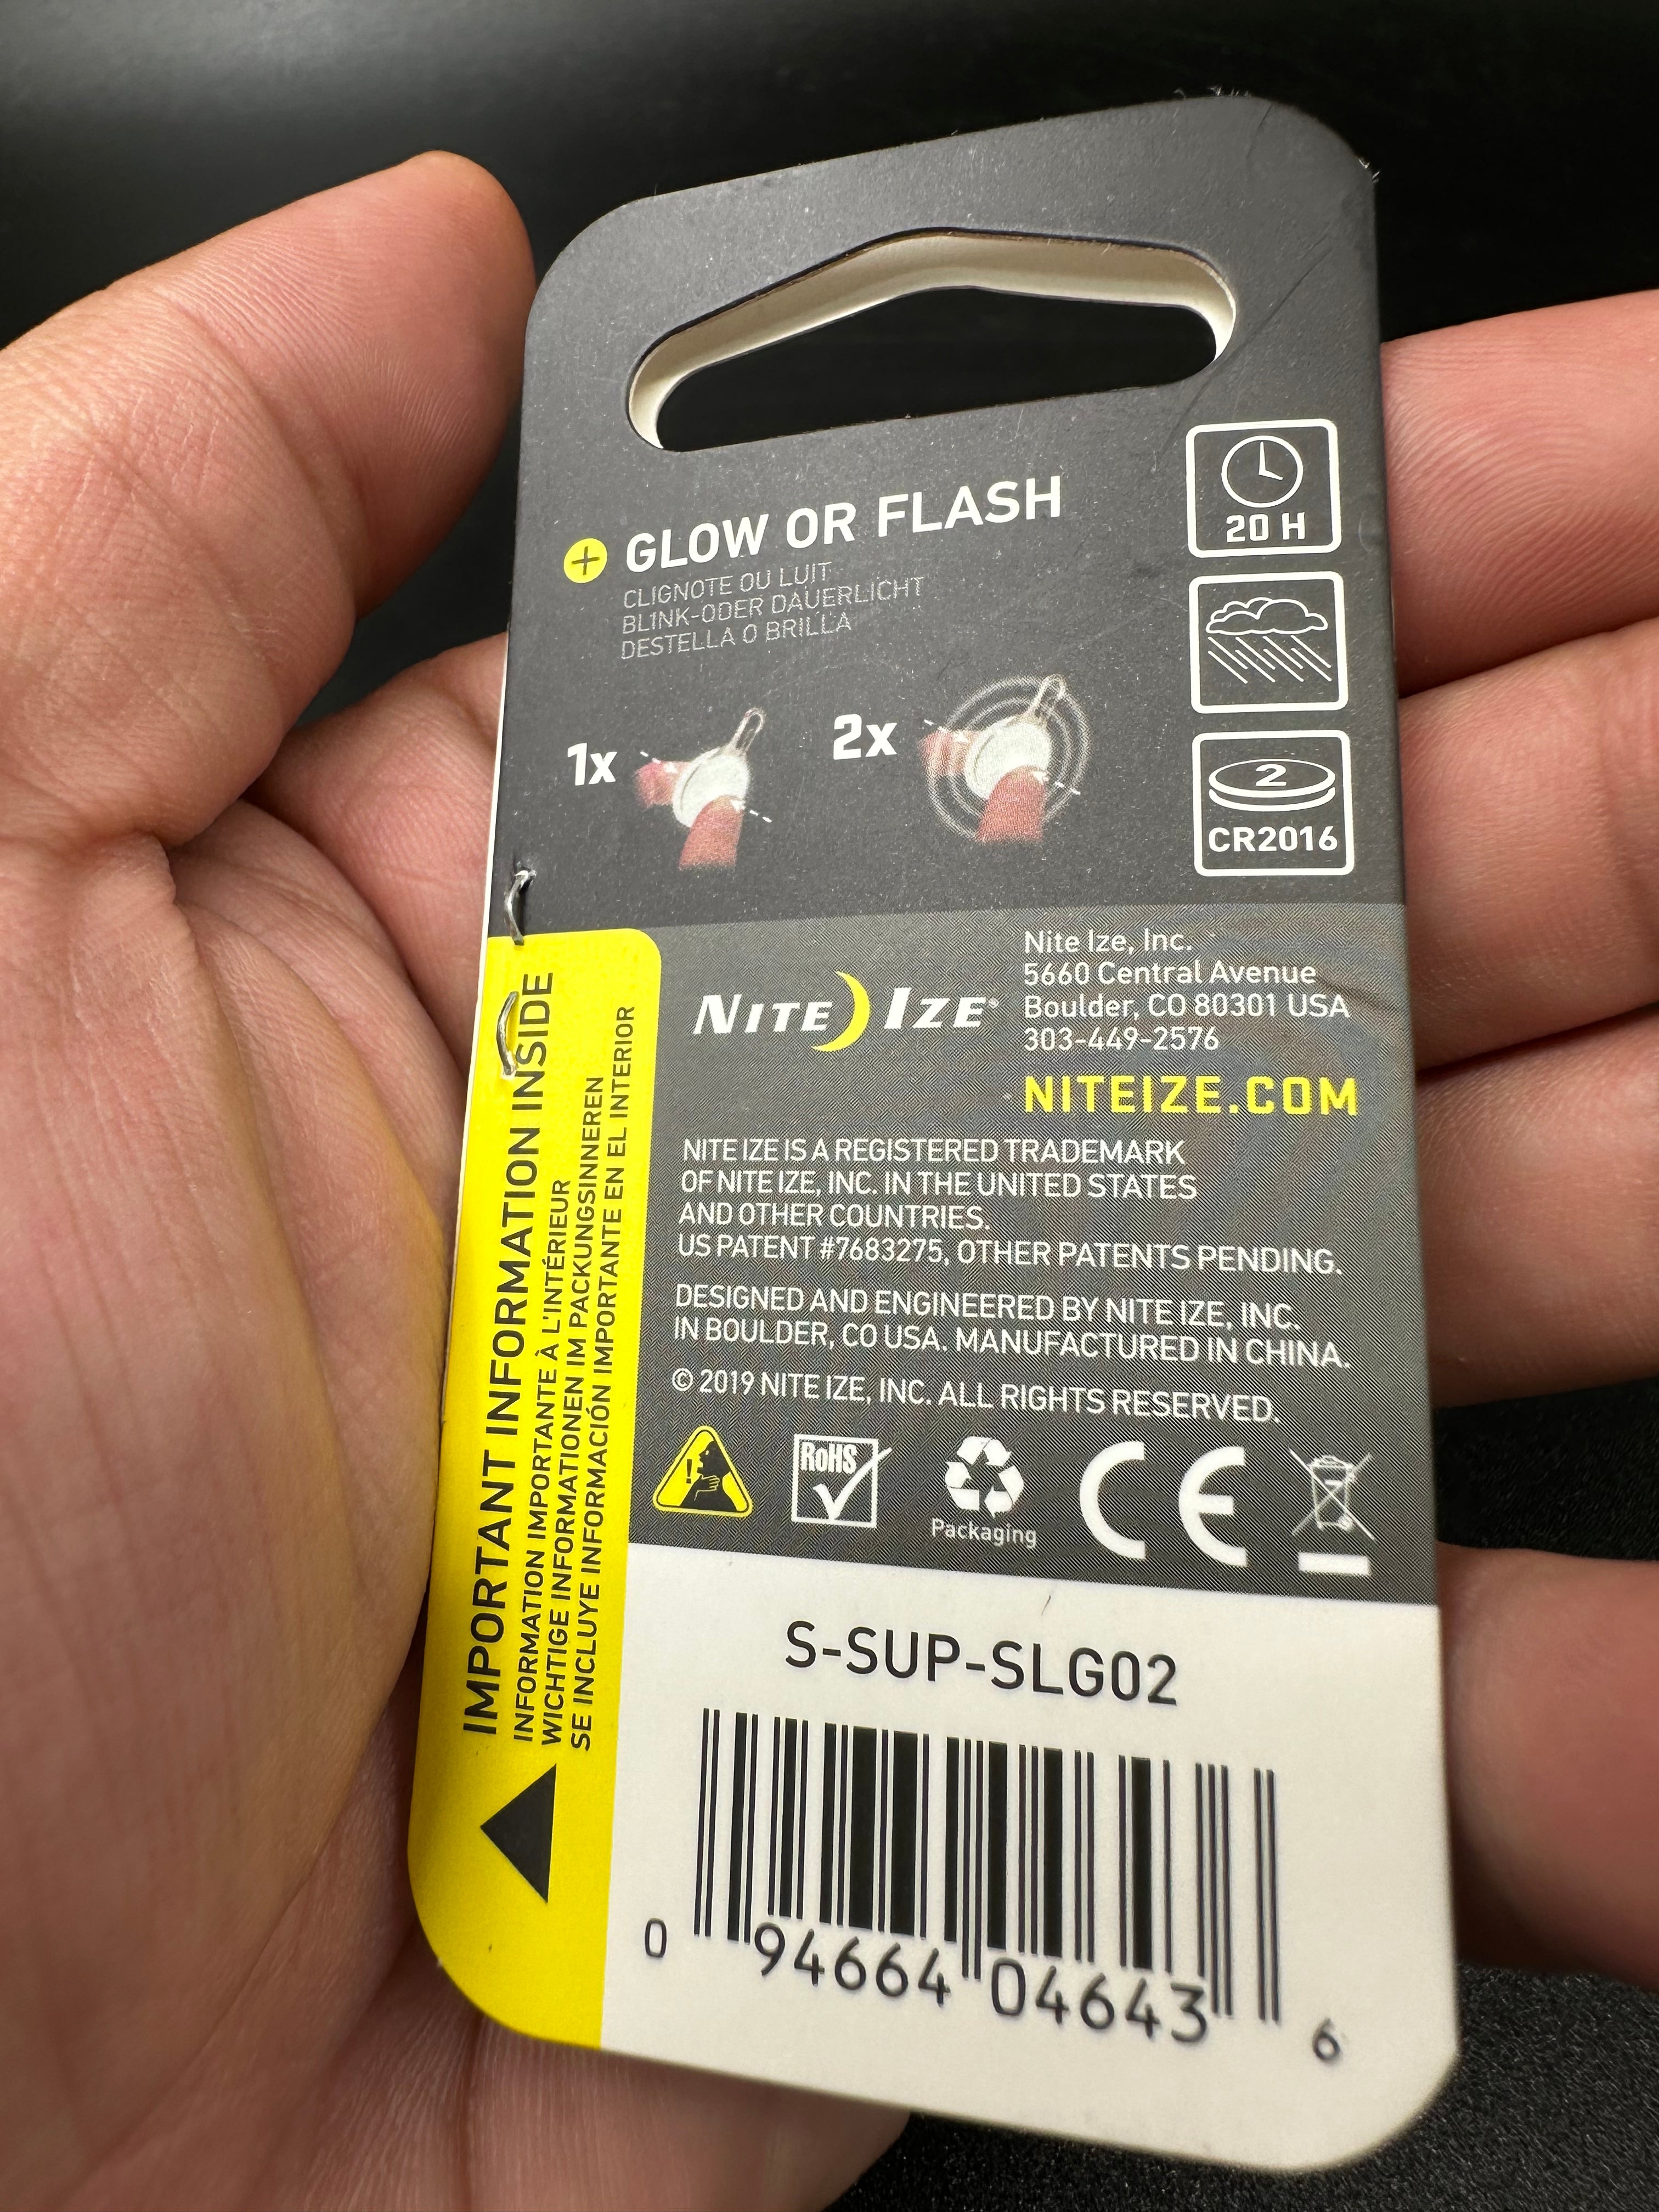 20 H
+ GLOW OR FLASH
CLIGNOTE OU LUIT
BLINK-ODER DAUERLICHT
DESTELLA O BRILLA
1x
2x
2
CR2016
NITE IZE®
Nite Ize, Inc.
5660 Central Avenue
Boulder, CO 80301 USA
303-449-2576
NITEIZE.COM
NITE IZE IS A REGISTERED TRADEMARK
OF NITE IZE, INC. IN THE UNITED STATES
AND OTHER COUNTRIES.
US PATENT #7683275, OTHER PATENTS PENDING.
DESIGNED AND ENGINEERED BY NITE IZE, INC.
IN BOULDER, CO USA. MANUFACTURED IN CHINA.
© 2019 NITE IZE, INC. ALL RIGHTS RESERVED.
!
RoHS
Packaging
CE
IMPORTANT INFORMATION INSIDE
INFORMATION IMPORTANTE À L'INTÉRIEUR
WICHTIGE INFORMATIONEN IM PACKUNGSINNEREN
SE INCLUYE INFORMACIÓN IMPORTANTE EN EL INTERIOR
S-SUP-SLG02
0 94664 04643 6